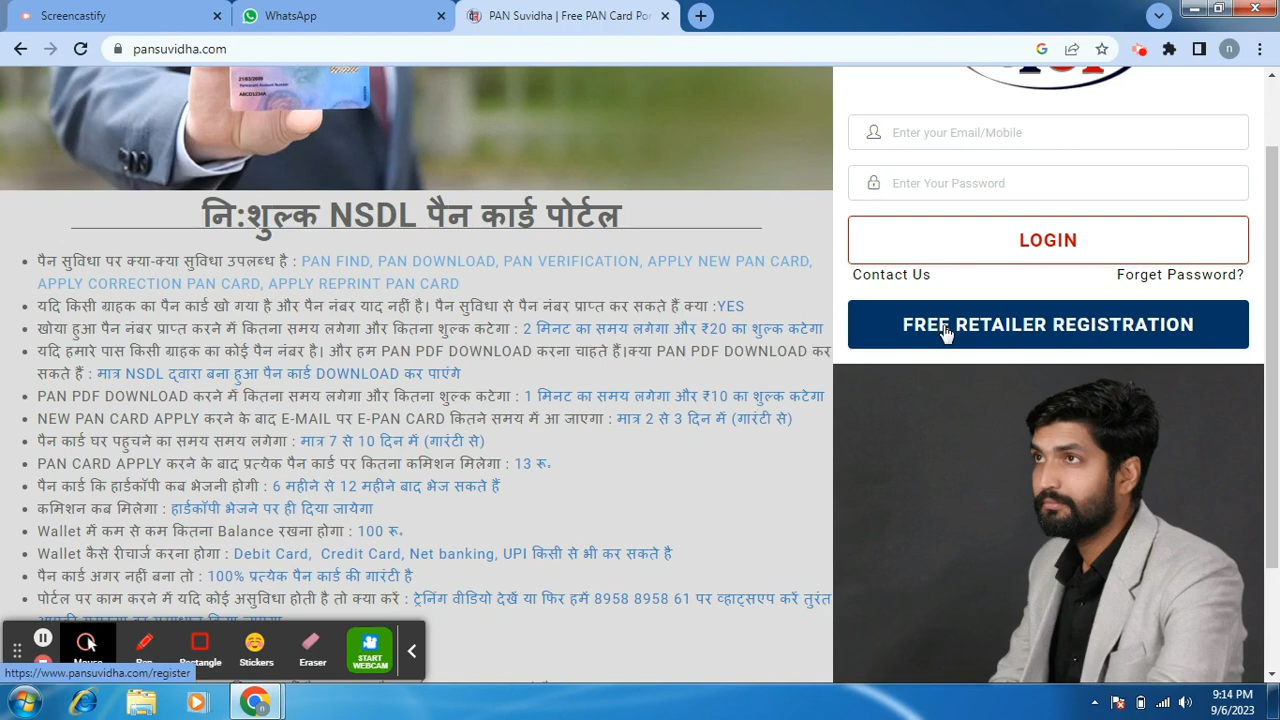 Screencastify
WhatsApp
PAN Suvidha | Free PAN Card Por
pansuvidha.com
n
21/03/2009
Permanent Account Number
ABCD1234A
Enter your Email/Mobile
Enter Your Password
LOGIN
Contact Us
Forget Password?
FREE RETAILER REGISTRATION
नि:शुल्क NSDL पैन कार्ड पोर्टल
पैन सुविधा पर क्या-क्या सुविधा उपलब्ध है : PAN FIND, PAN DOWNLOAD, PAN VERIFICATION, APPLY NEW PAN CARD,
APPLY CORRECTION PAN CARD, APPLY REPRINT PAN CARD
यदि किसी ग्राहक का पैन कार्ड खो गया है और पैन नंबर याद नहीं है। पैन सुविधा से पैन नंबर प्राप्त कर सकते हैं क्या :YES
खोया हुआ पैन नंबर प्राप्त करने में कितना समय लगेगा और कितना शुल्क कटेगा : 2 मिनट का समय लगेगा और ₹20 का शुल्क कटेगा
यदि हमारे पास किसी ग्राहक का कोई पैन नंबर है। और हम PAN PDF DOWNLOAD करना चाहते हैं।क्या PAN PDF DOWNLOAD कर
सकते हैं : मात्र NSDL द्वारा बना हुआ पैन कार्ड DOWNLOAD कर पाएंगे
PAN PDF DOWNLOAD करने में कितना समय लगेगा और कितना शुल्क कटेगा : 1 मिनट का समय लगेगा और ₹10 का शुल्क कटेगा
NEW PAN CARD APPLY करने के बाद E-MAIL पर E-PAN CARD कितने समय में आ जाएगा : मात्र 2 से 3 दिन में (गारंटी से)
पैन कार्ड घर पहुचने का समय समय लगेगा : मात्र 7 से 10 दिन में (गारंटी से)
PAN CARD APPLY करने के बाद प्रत्येक पैन कार्ड पर कितना कमिशन मिलेगा : 13 रू.
पैन कार्ड कि हार्डकॉपी कब भेजनी होगी : 6 महीने से 12 महीने बाद भेज सकते हैं
कमिशन कब मिलेगा : हार्डकॉपी भेजने पर ही दिया जायेगा
Wallet में कम से कम कितना Balance रखना होगा : 100 रू.
Wallet कैसे रीचार्ज करना होगा : Debit Card, Credit Card, Net banking, UPI किसी से भी कर सकते है
पैन कार्ड अगर नहीं बना तो : 100% प्रत्येक पैन कार्ड की गारंटी है
पोर्टल पर काम करने में यदि कोई असुविधा होती है तो क्या करें : ट्रेनिंग वीडियो देखें या फिर हमें 8958 8958 61 पर व्हाट्सएप करें तुरंत
Mouse
Pen
Rectangle
Stickers
Eraser
START
WEBCAM
https://www.pansuvidha.com/register
9:14 PM
9/6/2023